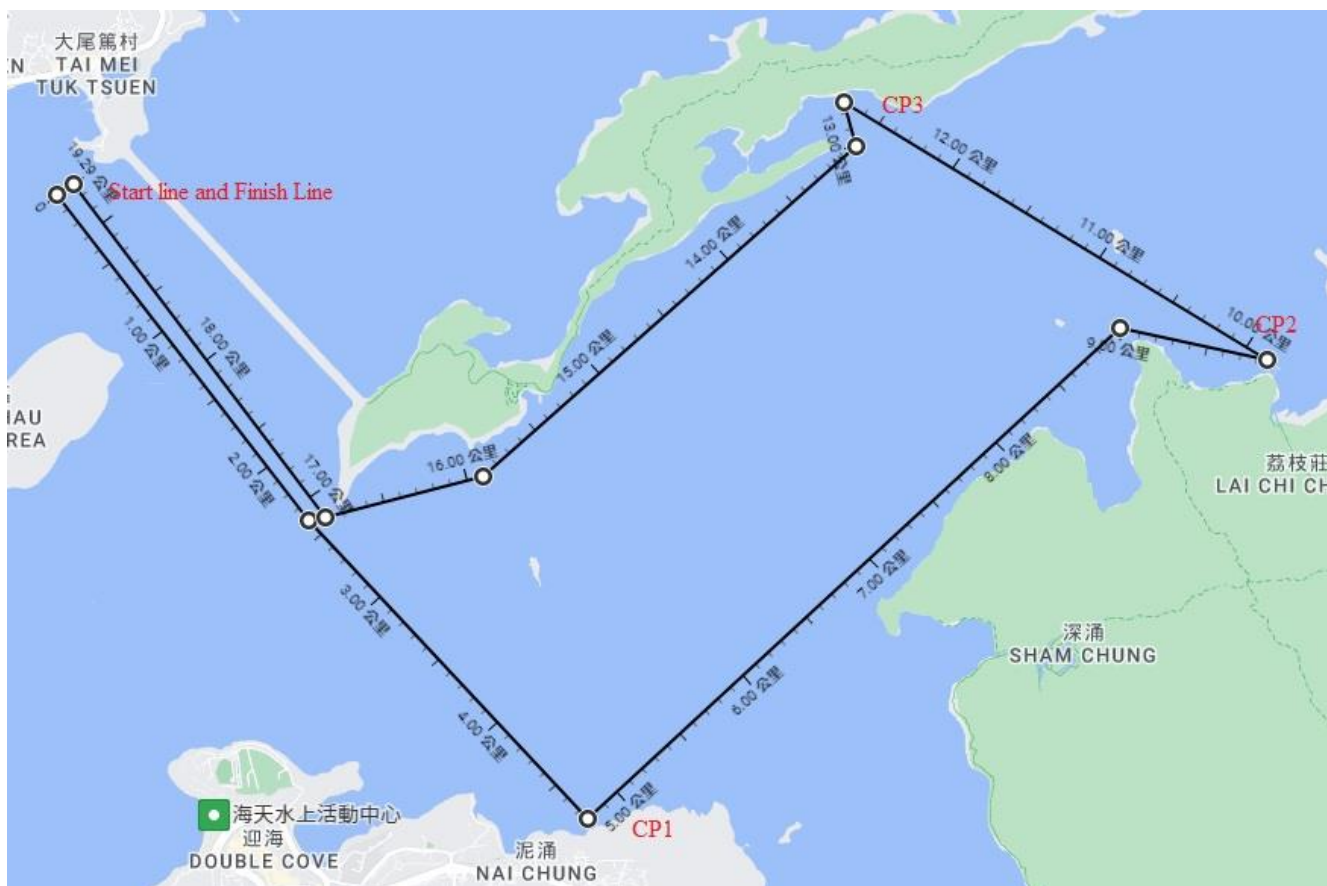 大尾篤村
TAI MEI
TUK TSUEN
EN
CP3
12.00 公里
13.00 公里
19.29 公里
Start line and Finish Line
0
11.00 公里
14.00 公里
10.00 公里
CP2
9.00 公里
1.00 公里
18.00 公里
15.00 公里
HAU
REA
2.00 公里
17.00 公里
16.00 公里
8.00 公里
荔枝莊
LAI CHI CH
3.00 公里
7.00 公里
深涌
SHAM CHUNG
6.00 公里
4.00 公里
5.00 公里
CP1
海天水上活動中心
迎海
DOUBLE COVE
泥涌
NAI CHUNG